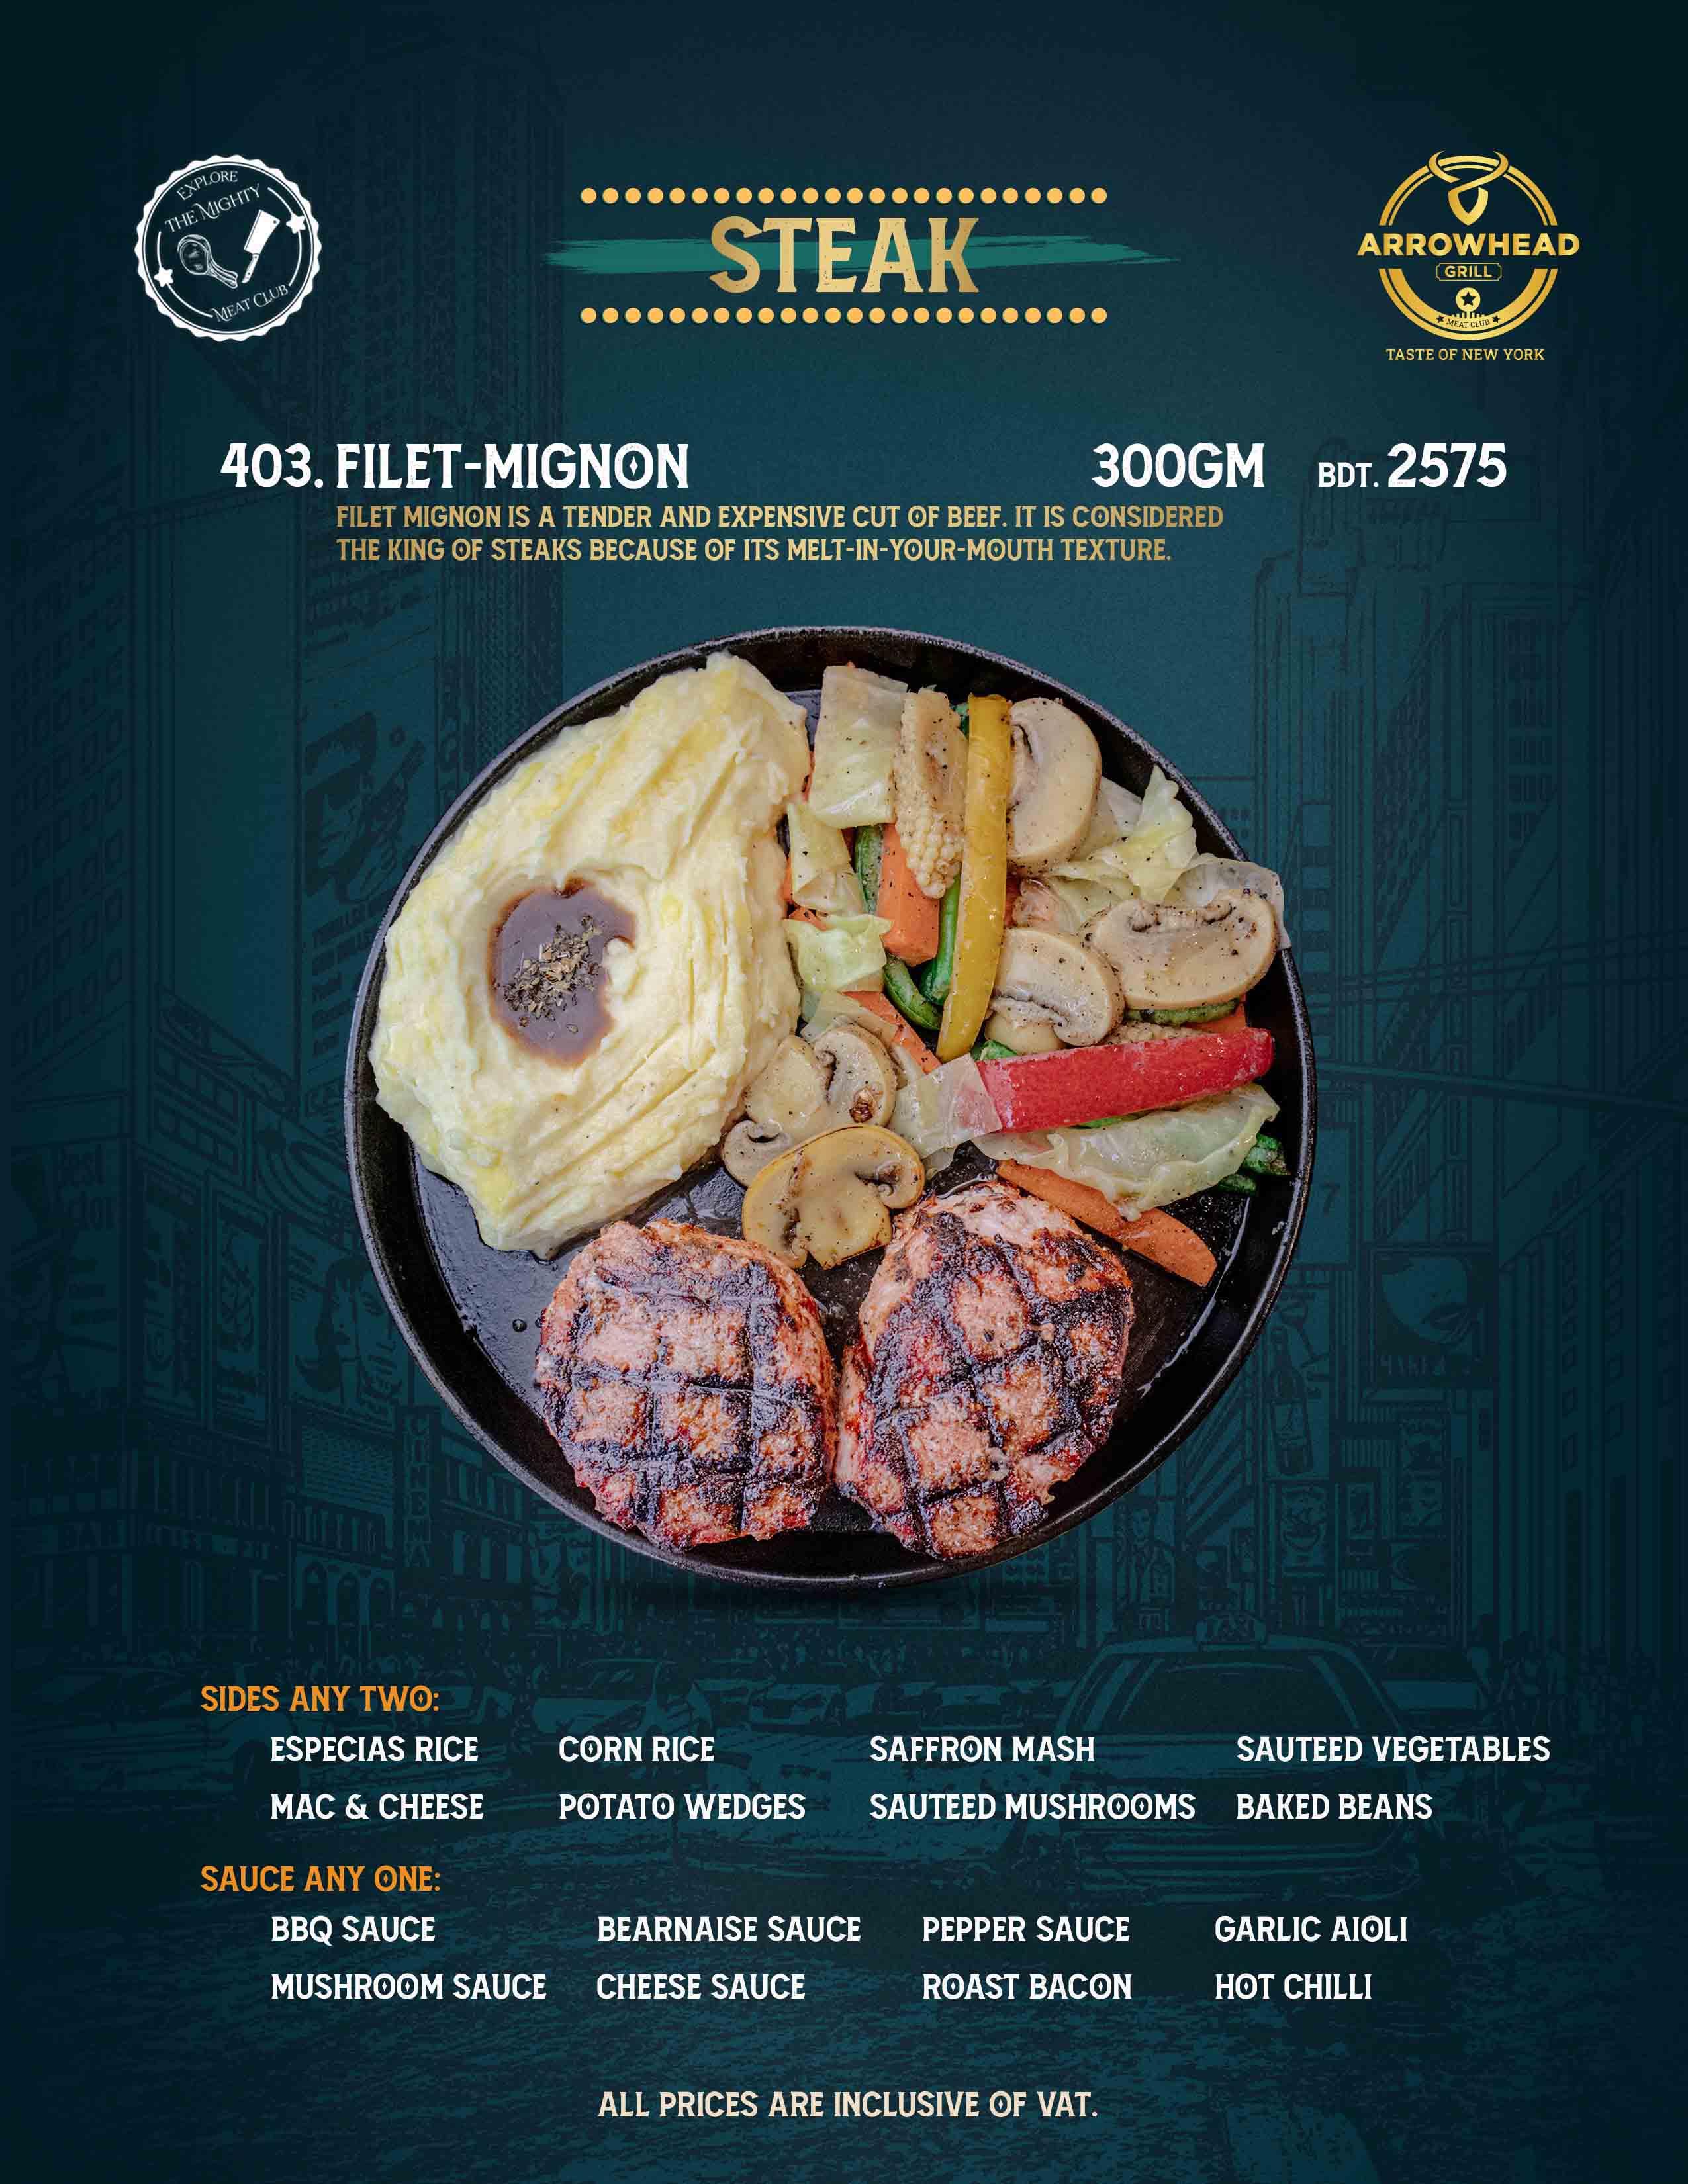 EXPLORE
THE MIGHTY
MEAT CLUB
STEAK
ARROWHEAD
GRILL
MEAT CLUB
TASTE OF NEW YORK
403. FILET-MIGNON 300GM BDT. 2575
FILET MIGNON IS A TENDER AND EXPENSIVE CUT OF BEEF. IT IS CONSIDERED
THE KING OF STEAKS BECAUSE OF ITS MELT-IN-YOUR-MOUTH TEXTURE.
CINEMA
SIDES ANY TWO:
ESPECIAS RICE CORN RICE SAFFRON MASH SAUTEED VEGETABLES
MAC & CHEESE POTATO WEDGES SAUTEED MUSHROOMS BAKED BEANS
SAUCE ANY ONE:
BBQ SAUCE BEARNAISE SAUCE PEPPER SAUCE GARLIC AIOLI
MUSHROOM SAUCE CHEESE SAUCE ROAST BACON HOT CHILLI
ALL PRICES ARE INCLUSIVE OF VAT.